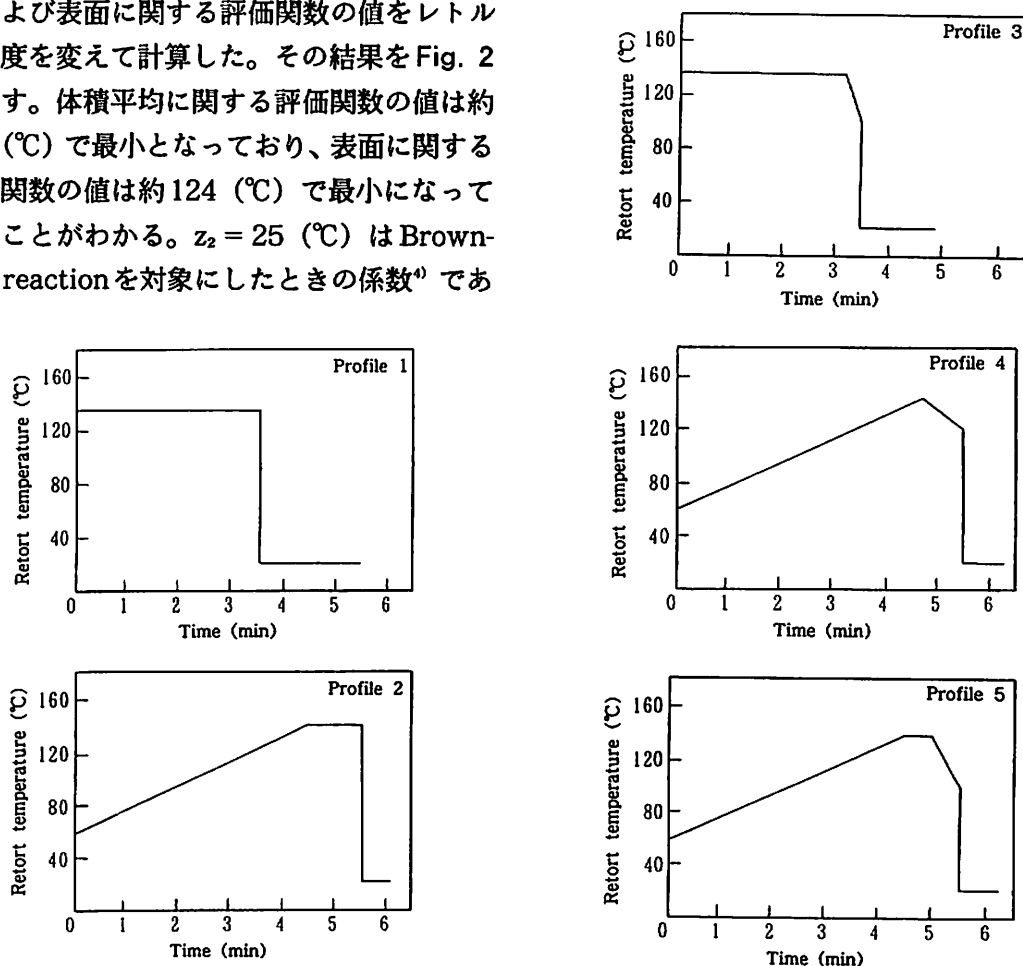 よび表面に関する評価関数の値をレトル
度を変えて計算した。その結果をFig. 2
す。体積平均に関する評価関数の値は約
(℃) で最小となっており、表面に関する
関数の値は約124 (℃) で最小になって
ことがわかる。z₂ = 25 (℃) はBrown-
reactionを対象にしたときの係数⁴⁾ であ
Profile 1
Retort temperature (℃)
160
120
80
40
0 1 2 3 4 5 6
Time (min)
Profile 2
Retort temperature (℃)
160
120
80
40
0 1 2 3 4 5 6
Time (min)
Profile 3
Retort temperature (℃)
160
120
80
40
0 1 2 3 4 5 6
Time (min)
Profile 4
Retort temperature (℃)
160
120
80
40
0 1 2 3 4 5 6
Time (min)
Profile 5
Retort temperature (℃)
160
120
80
40
0 1 2 3 4 5 6
Time (min)